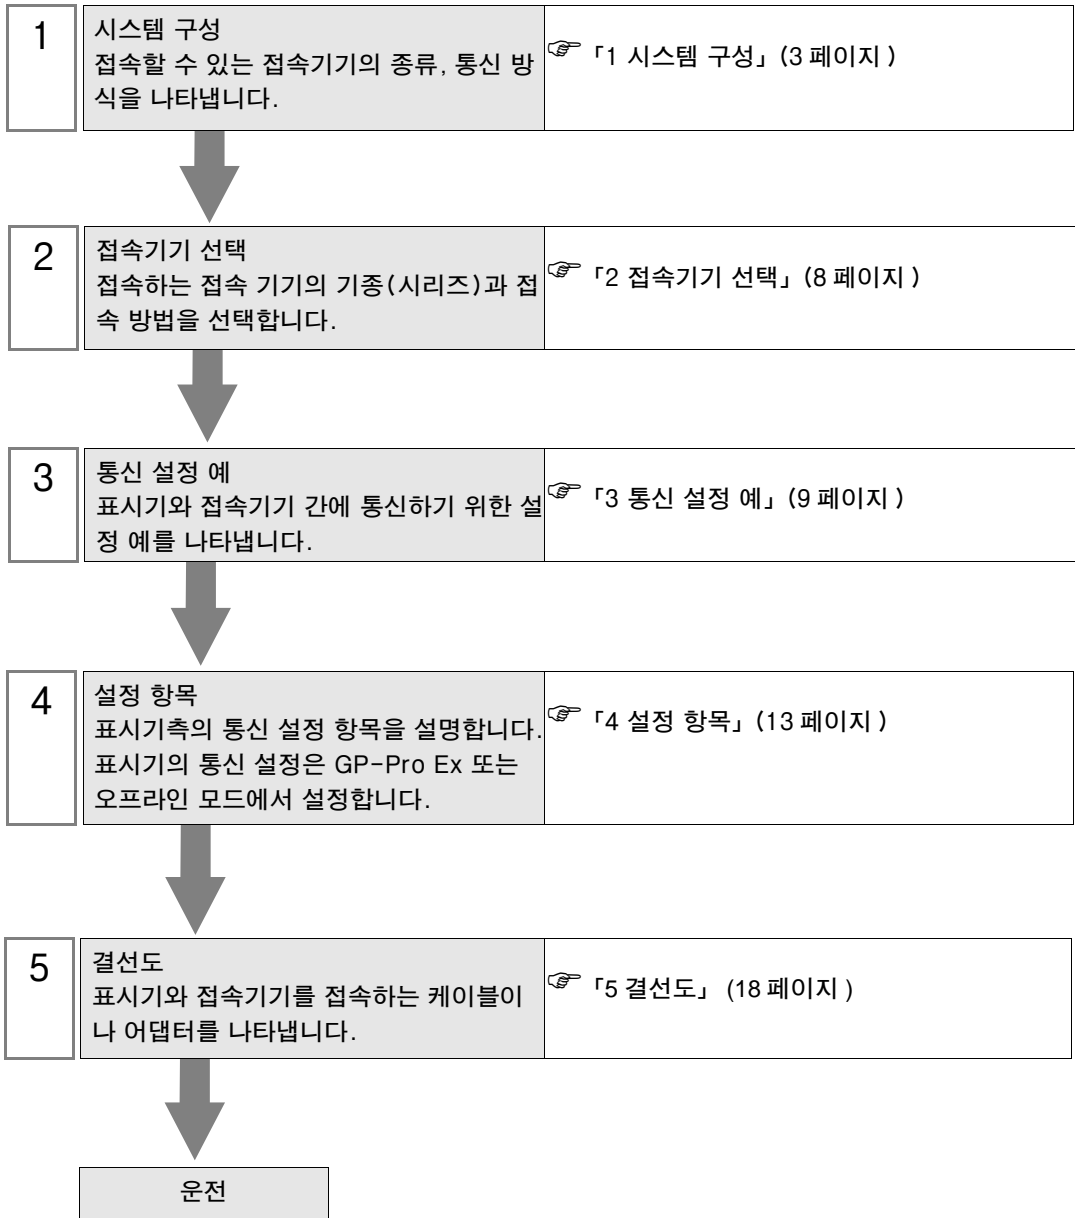 1
시스템 구성
접속할 수 있는 접속기기의 종류, 통신 방
식을 나타냅니다.
☞ 「1 시스템 구성」(3 페이지 )
2
접속기기 선택
접속하는 접속 기기의 기종(시리즈)과 접
속 방법을 선택합니다.
☞ 「2 접속기기 선택」(8 페이지 )
3
통신 설정 예
표시기와 접속기기 간에 통신하기 위한 설
정 예를 나타냅니다.
☞ 「3 통신 설정 예」(9 페이지 )
4
설정 항목
표시기측의 통신 설정 항목을 설명합니다.
표시기의 통신 설정은 GP-Pro Ex 또는
오프라인 모드에서 설정합니다.
☞ 「4 설정 항목」(13 페이지 )
5
결선도
표시기와 접속기기를 접속하는 케이블이
나 어댑터를 나타냅니다.
☞ 「5 결선도」 (18 페이지 )
운전